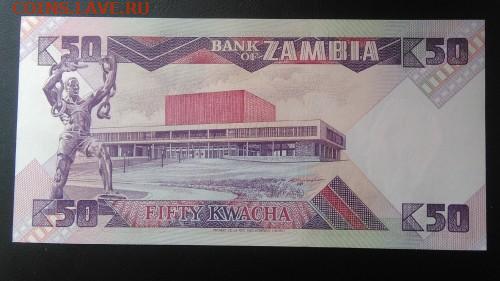 COINS.LAVE.RU
K50 BANK OF ZAMBIA K50
K50 FIFTY KWACHA K50